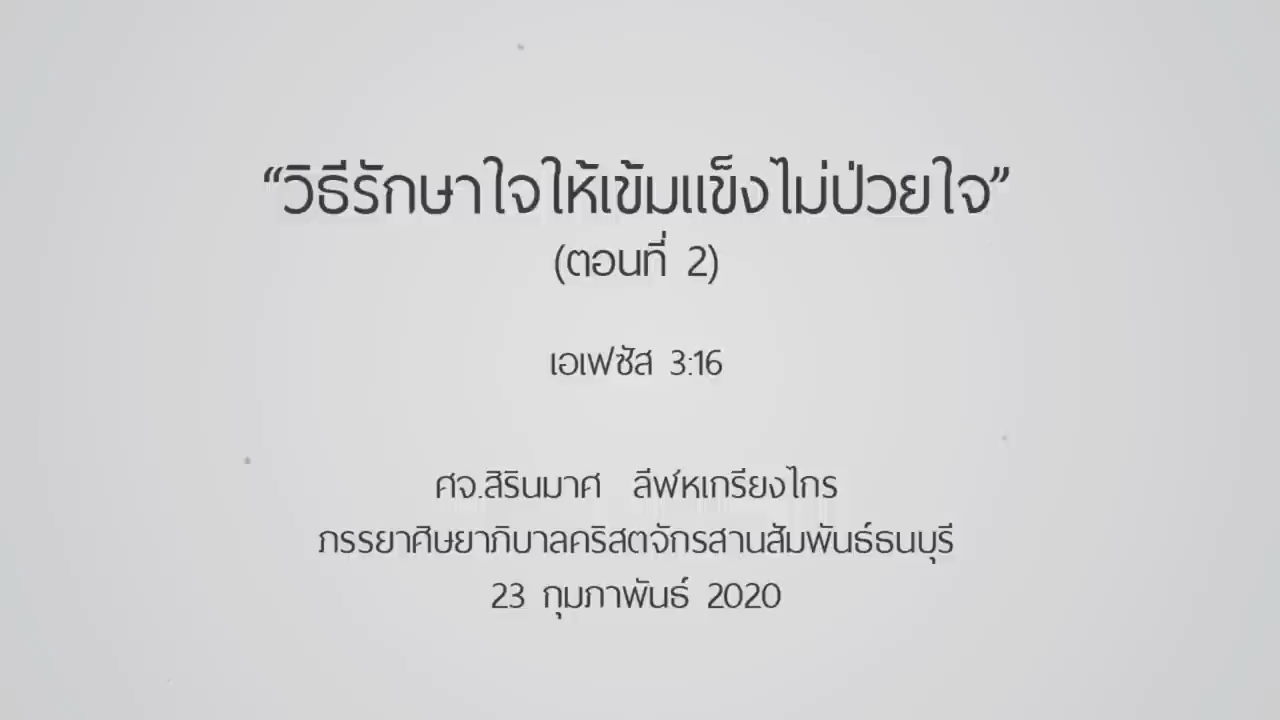 “วิธีรักษาใจให้เข้มแข็งไม่ป่วยใจ”
(ตอนที่ 2)
เอเฟซัส 3:16
ศจ.สิรินมาศ ลีฬหเกรียงไกร
ภรรยาศิษยาภิบาลคริสตจักรสานสัมพันธ์ธนบุรี
23 กุมภาพันธ์ 2020